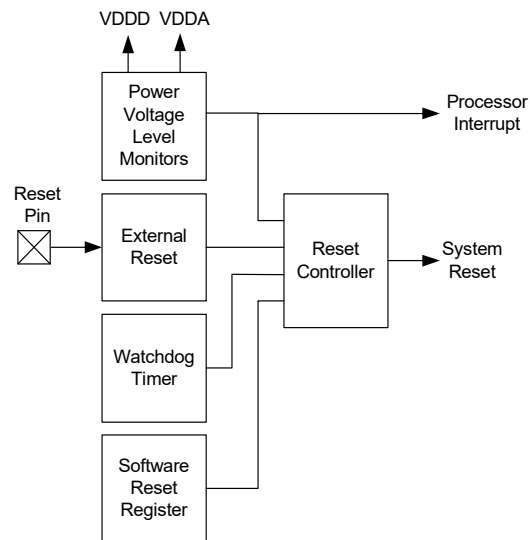 VDDD VDDA
Power
Voltage
Level
Monitors
Processor
Interrupt
Reset
Pin
External
Reset
Reset
Controller
System
Reset
Watchdog
Timer
Software
Reset
Register